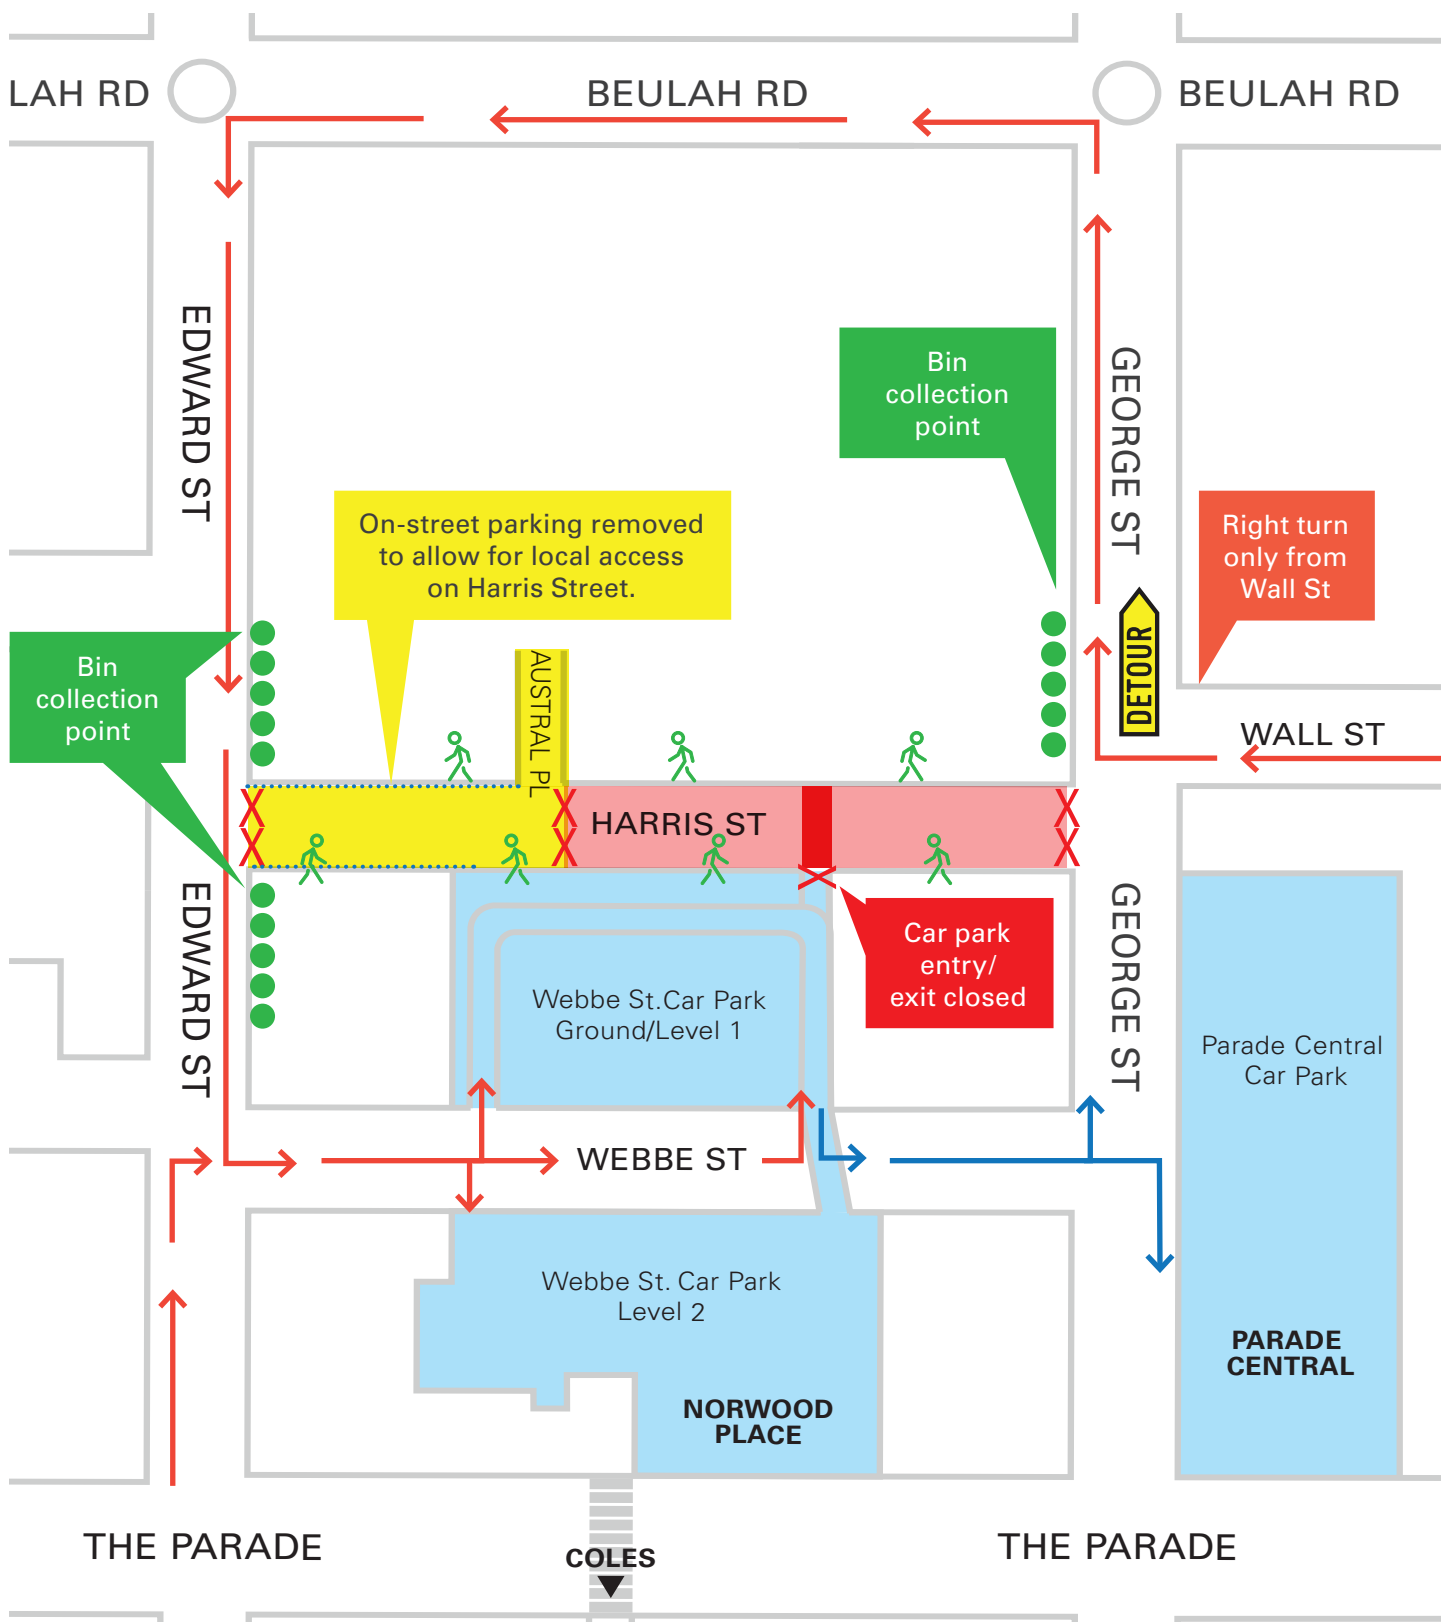 LAH RD
BEULAH RD
BEULAH RD
EDWARD ST
GEORGE ST
Bin
collection
point
On-street parking removed
to allow for local access
on Harris Street.
Right turn
only from
Wall St
DETOUR
Bin
collection
point
AUSTRAL PL
WALL ST
HARRIS ST
EDWARD ST
GEORGE ST
Car park
entry/
exit closed
Webbe St. Car Park
Ground/Level 1
Parade Central
Car Park
WEBBE ST
Webbe St. Car Park
Level 2
PARADE
CENTRAL
NORWOOD
PLACE
THE PARADE
COLES
THE PARADE